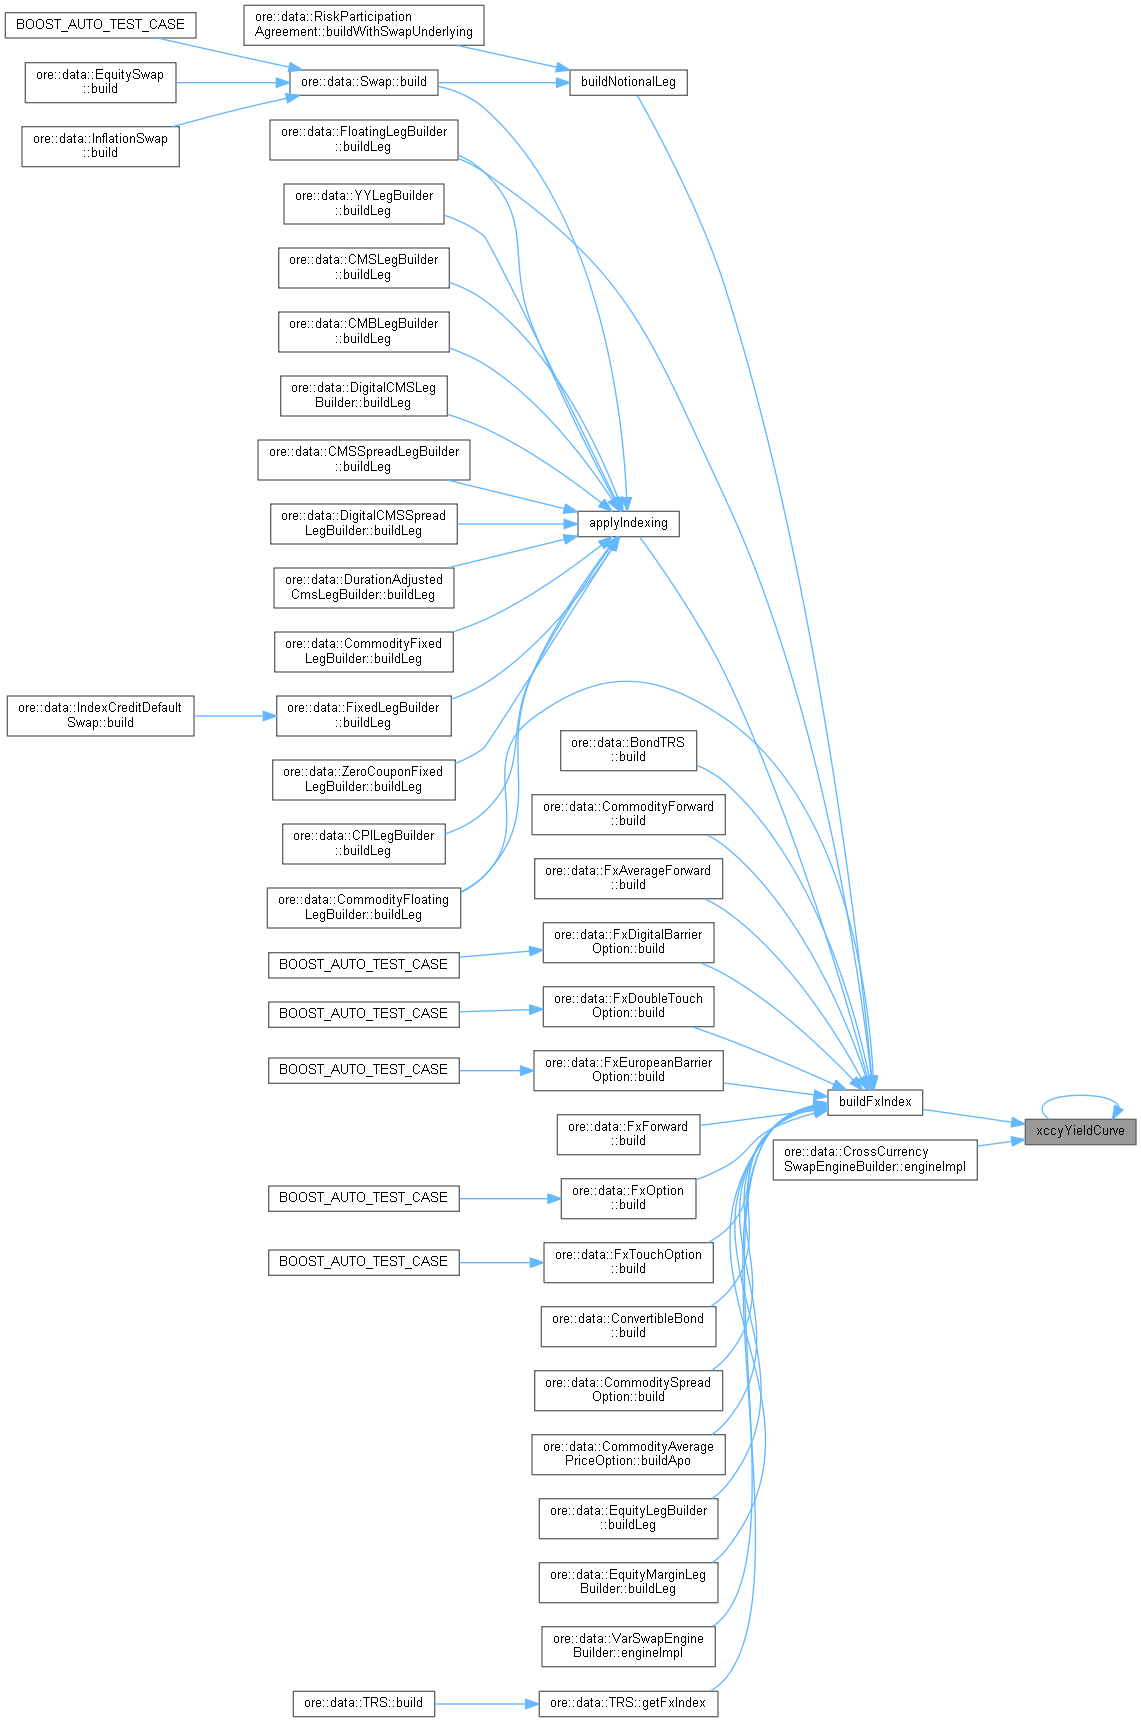 BOOST_AUTO_TEST_CASE
ore::data::EquitySwap
::build
ore::data::InflationSwap
::build
ore::data::RiskParticipation
Agreement::buildWithSwapUnderlying
ore::data::Swap::build
buildNotionalLeg
ore::data::FloatingLegBuilder
::buildLeg
ore::data::YYLegBuilder
::buildLeg
ore::data::CMSLegBuilder
::buildLeg
ore::data::CMBLegBuilder
::buildLeg
ore::data::DigitalCMSLeg
Builder::buildLeg
ore::data::CMSSpreadLegBuilder
::buildLeg
ore::data::DigitalCMSSpread
LegBuilder::buildLeg
applyIndexing
ore::data::DurationAdjusted
CmsLegBuilder::buildLeg
ore::data::CommodityFixed
LegBuilder::buildLeg
ore::data::IndexCreditDefault
Swap::build
ore::data::FixedLegBuilder
::buildLeg
ore::data::ZeroCouponFixed
LegBuilder::buildLeg
ore::data::CPILegBuilder
::buildLeg
ore::data::CommodityFloating
LegBuilder::buildLeg
ore::data::BondTRS
::build
ore::data::CommodityForward
::build
ore::data::FxAverageForward
::build
ore::data::FxDigitalBarrier
Option::build
BOOST_AUTO_TEST_CASE
ore::data::FxDoubleTouch
Option::build
BOOST_AUTO_TEST_CASE
ore::data::FxEuropeanBarrier
Option::build
BOOST_AUTO_TEST_CASE
buildFxIndex
ore::data::FxForward
::build
xccyYieldCurve
ore::data::CrossCurrency
SwapEngineBuilder::engineImpl
ore::data::FxOption
::build
BOOST_AUTO_TEST_CASE
ore::data::FxTouchOption
::build
BOOST_AUTO_TEST_CASE
ore::data::ConvertibleBond
::build
ore::data::CommoditySpread
Option::build
ore::data::CommodityAverage
PriceOption::buildApo
ore::data::EquityLegBuilder
::buildLeg
ore::data::EquityMarginLeg
Builder::buildLeg
ore::data::VarSwapEngine
Builder::engineImpl
ore::data::TRS::build
ore::data::TRS::getFxIndex